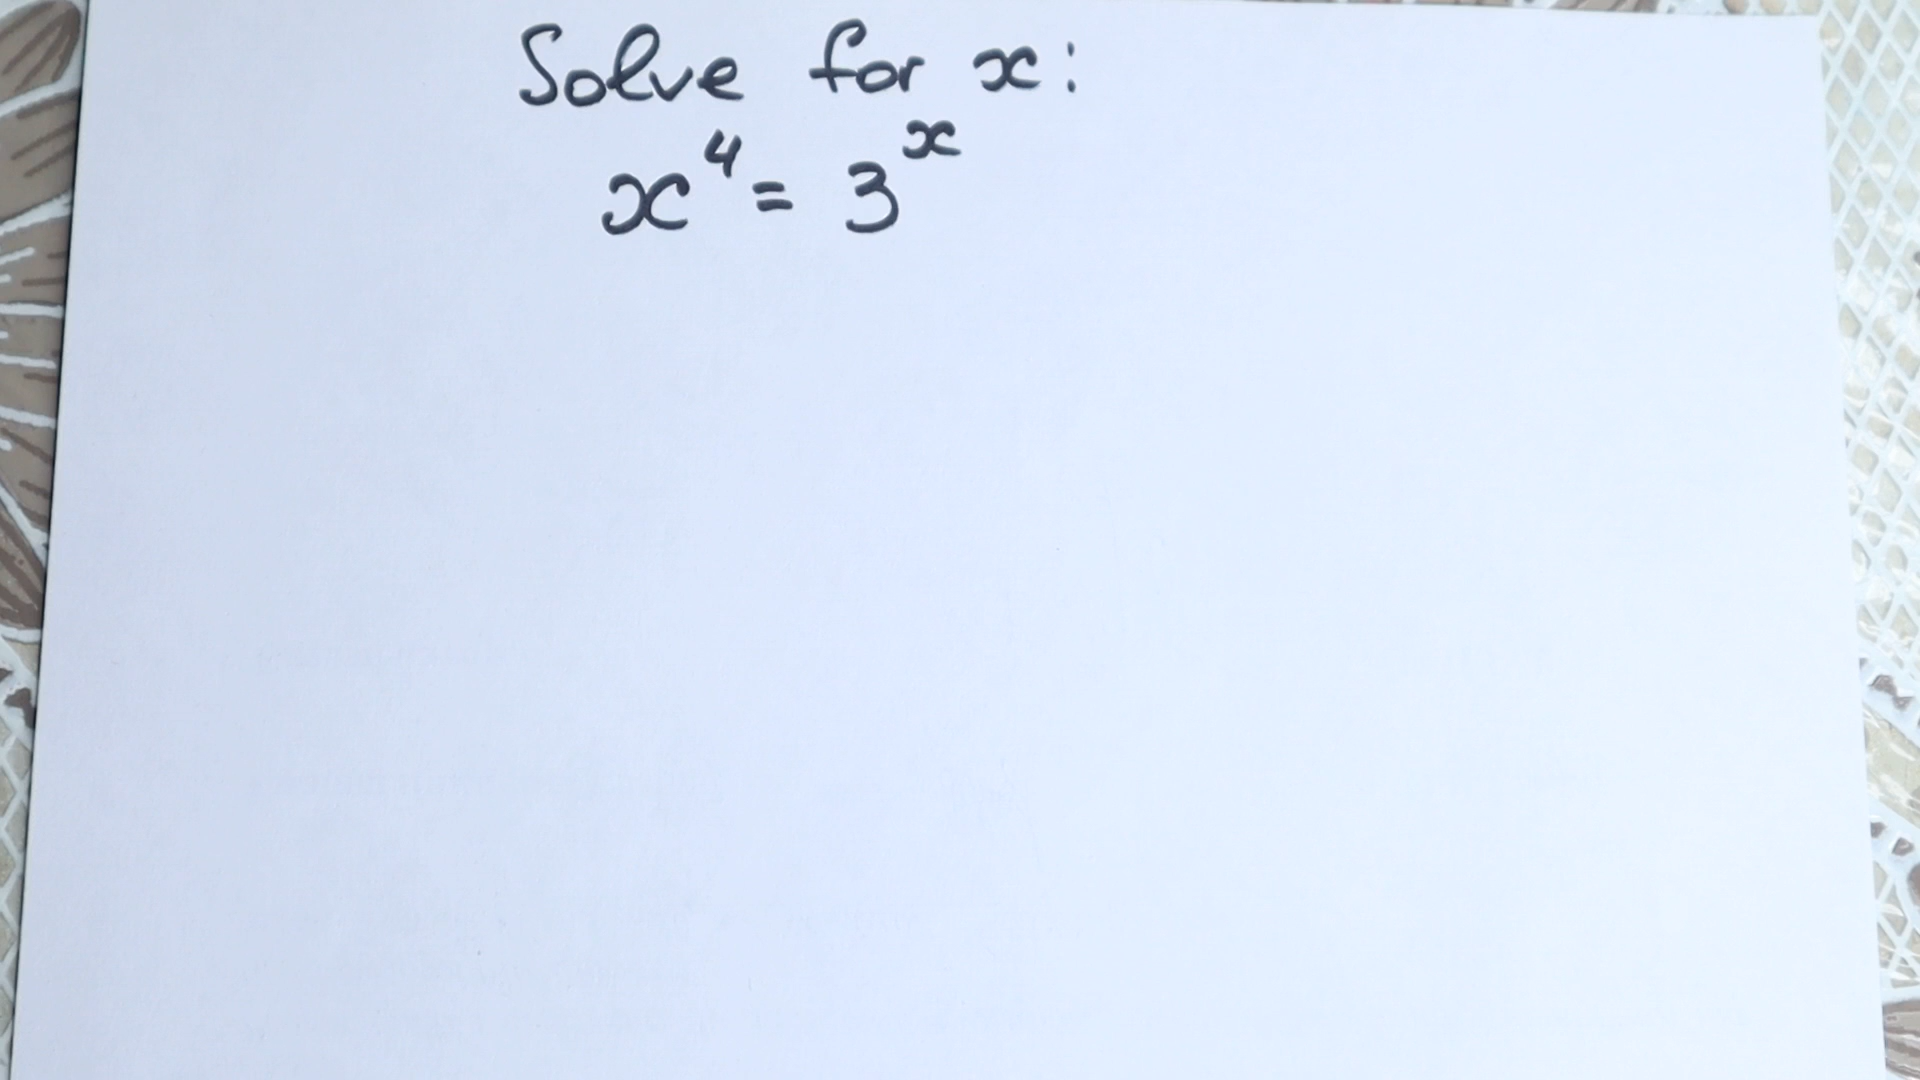 Solve for x:
x⁴ = 3ˣ